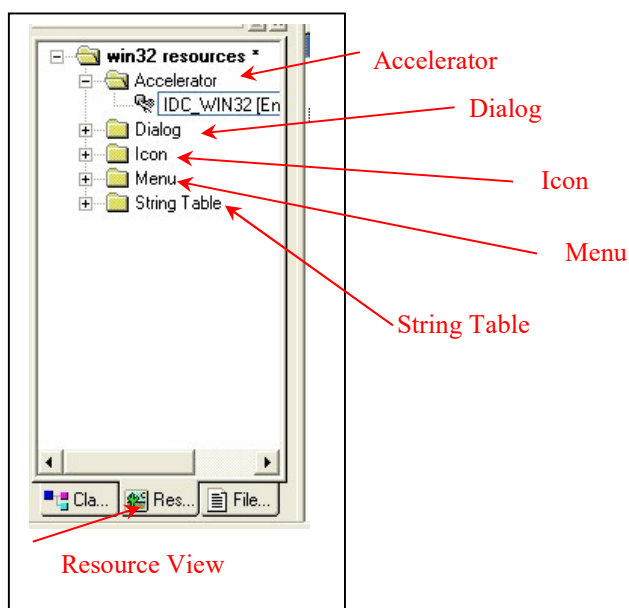 win32 resources *
Accelerator
Accelerator
IDC_WIN32 [En
Dialog
Dialog
Icon
Icon
Menu
Menu
String Table
String Table
Cla...
Res...
File...
Resource View